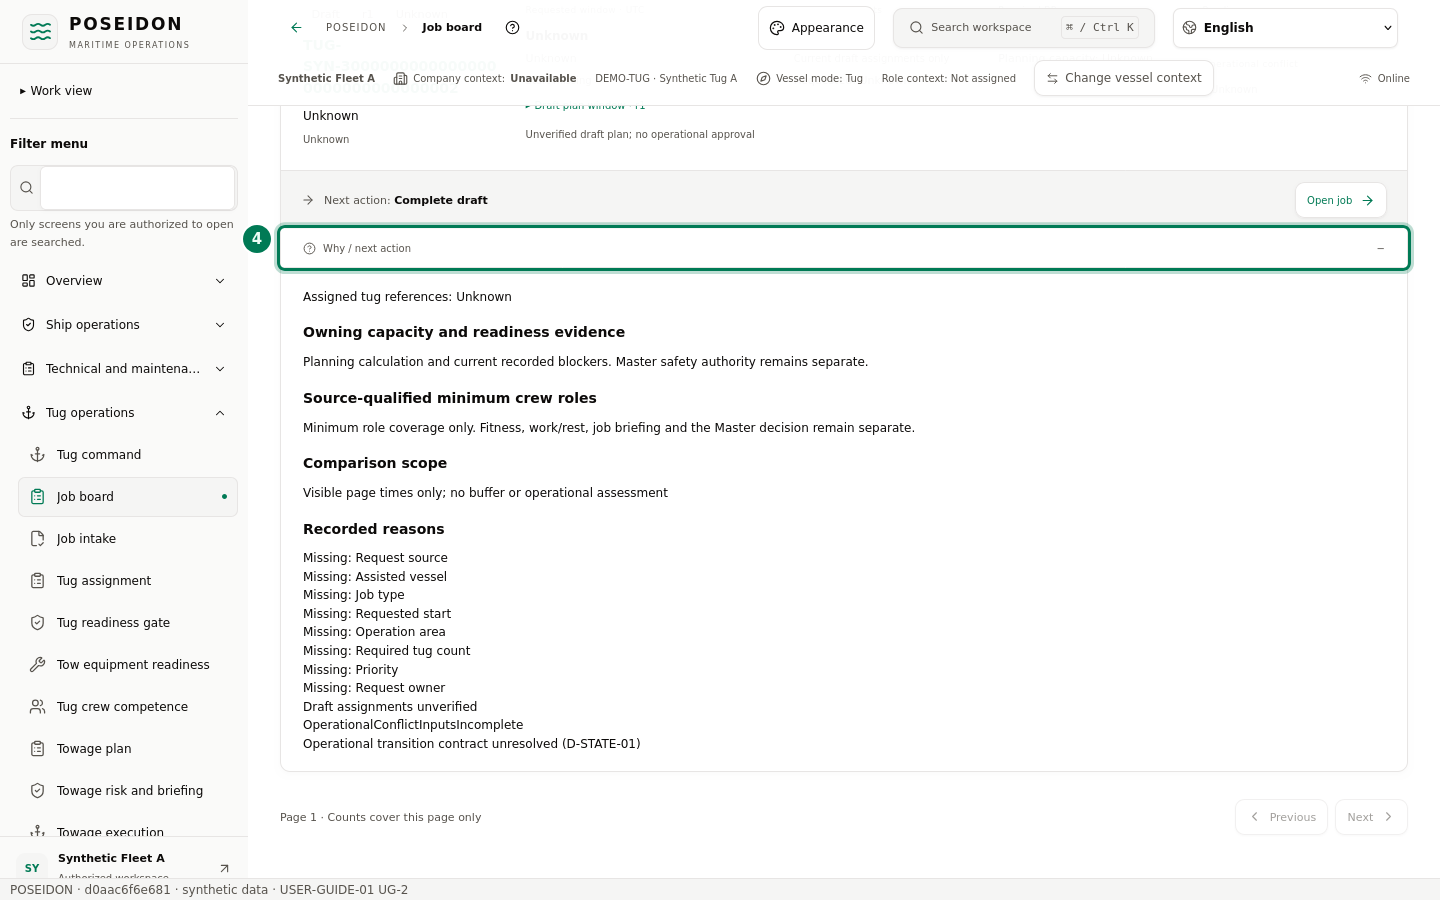 POSEIDON
MARITIME OPERATIONS
Work view
Filter menu
Only screens you are authorized to open
are searched.
Overview
Ship operations
Technical and maintena...
Tug operations
Tug command
Job board
Job intake
Tug assignment
Tug readiness gate
Tow equipment readiness
Tug crew competence
Towage plan
Towage risk and briefing
Towage execution
SY
Synthetic Fleet A
Authorized workspace
POSEIDON
Job board
Appearance
Search workspace
⌘ / Ctrl K
English
Synthetic Fleet A
Company context: Unavailable
DEMO-TUG · Synthetic Tug A
Vessel mode: Tug
Role context: Not assigned
Change vessel context
Online
Unknown
Unknown
Unverified draft plan; no operational approval
Next action: Complete draft
Open job
4
Why / next action
Assigned tug references: Unknown
Owning capacity and readiness evidence
Planning calculation and current recorded blockers. Master safety authority remains separate.
Source-qualified minimum crew roles
Minimum role coverage only. Fitness, work/rest, job briefing and the Master decision remain separate.
Comparison scope
Visible page times only; no buffer or operational assessment
Recorded reasons
Missing: Request source
Missing: Assisted vessel
Missing: Job type
Missing: Requested start
Missing: Operation area
Missing: Required tug count
Missing: Priority
Missing: Request owner
Draft assignments unverified
OperationalConflictInputsIncomplete
Operational transition contract unresolved (D-STATE-01)
Page 1 · Counts cover this page only
Previous
Next
POSEIDON · d0aac6f6e681 · synthetic data · USER-GUIDE-01 UG-2